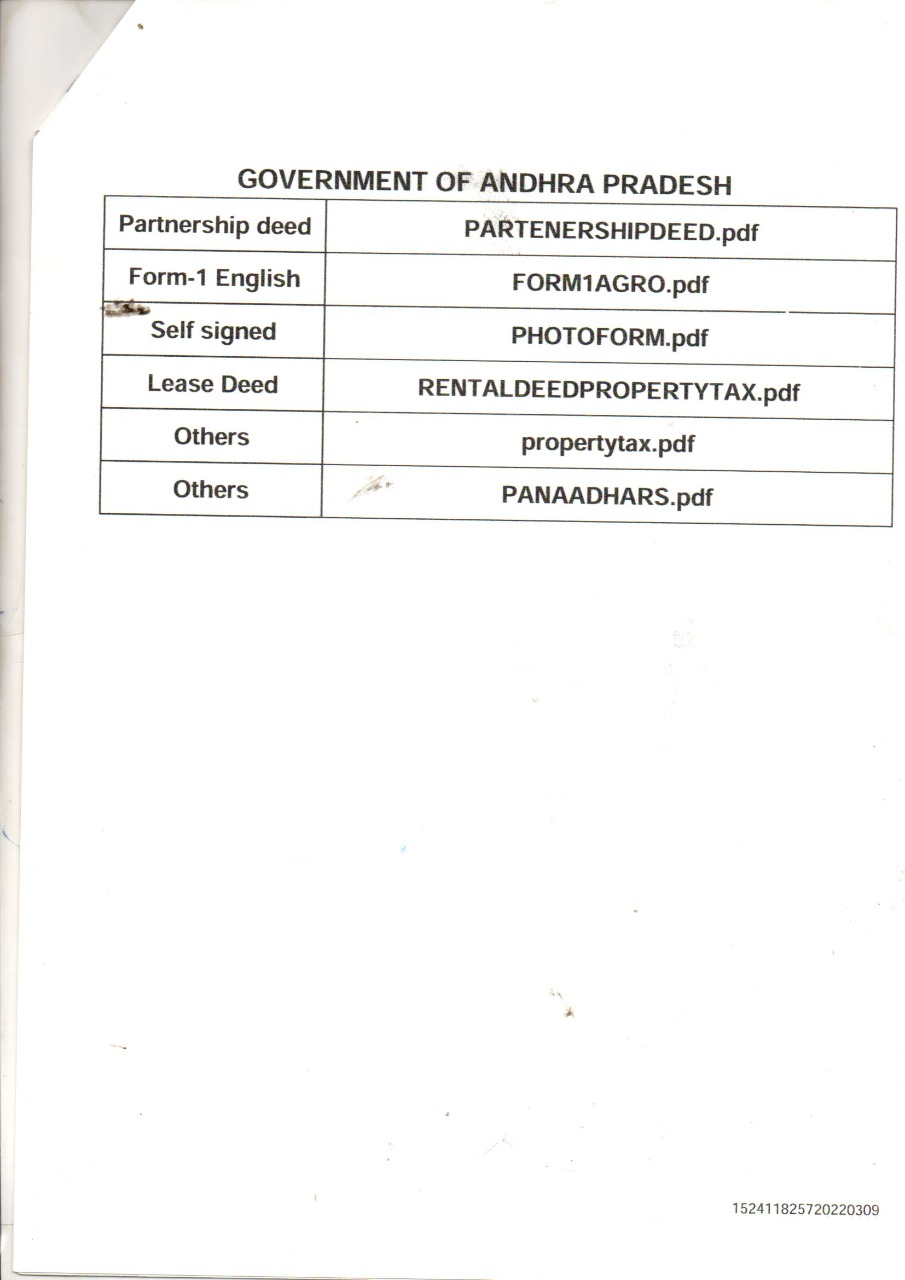 GOVERNMENT OF ANDHRA PRADESH
Partnership deed PARTENERSHIPDEED.pdf
Form-1 English FORM1AGRO.pdf
Self signed PHOTOFORM.pdf
Lease Deed RENTALDEEDPROPERTYTAX.pdf
Others propertytax.pdf
Others PANAADHARS.pdf
152411825720220309